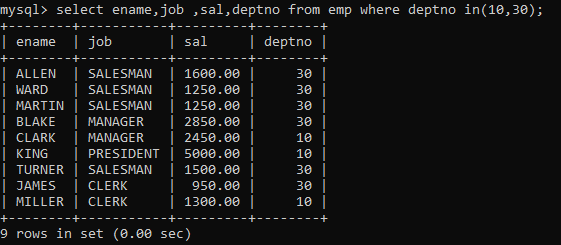 mysql> select ename,job ,sal,deptno from emp where deptno in(10,30);
+--------+-----------+---------+--------+
| ename  | job       | sal     | deptno |
+--------+-----------+---------+--------+
| ALLEN  | SALESMAN  | 1600.00 |     30 |
| WARD   | SALESMAN  | 1250.00 |     30 |
| MARTIN | SALESMAN  | 1250.00 |     30 |
| BLAKE  | MANAGER   | 2850.00 |     30 |
| CLARK  | MANAGER   | 2450.00 |     10 |
| KING   | PRESIDENT | 5000.00 |     10 |
| TURNER | SALESMAN  | 1500.00 |     30 |
| JAMES  | CLERK     |  950.00 |     30 |
| MILLER | CLERK     | 1300.00 |     10 |
+--------+-----------+---------+--------+
9 rows in set (0.00 sec)